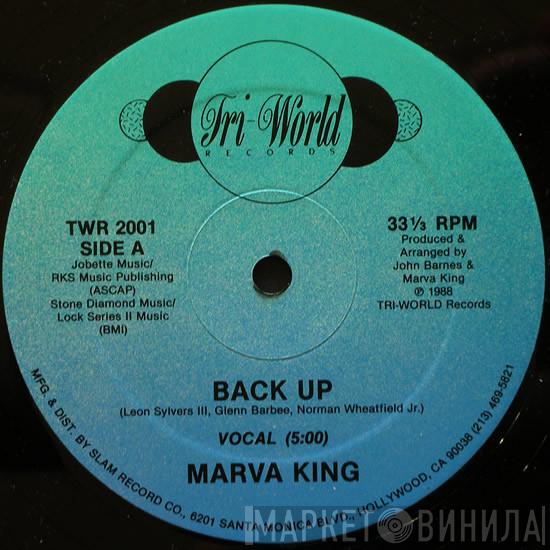 Tri-World
RECORDS
TWR 2001
SIDE A
Jobette Music/
RKS Music Publishing
(ASCAP)
Stone Diamond Music/
Lock Series II Music
(BMI)
33 1/3 RPM
Produced &
Arranged by
John Barnes &
Marva King
℗ 1988
TRI-WORLD Records
BACK UP
(Leon Sylvers III, Glenn Barbee, Norman Wheatfield Jr.)
VOCAL (5:00)
MARVA KING
MFG. & DIST. BY SLAM RECORD CO., 6201 SANTA MONICA BLVD., HOLLYWOOD, CA 90038 (213) 469-5821
МАРКЕТ ВИНИЛА